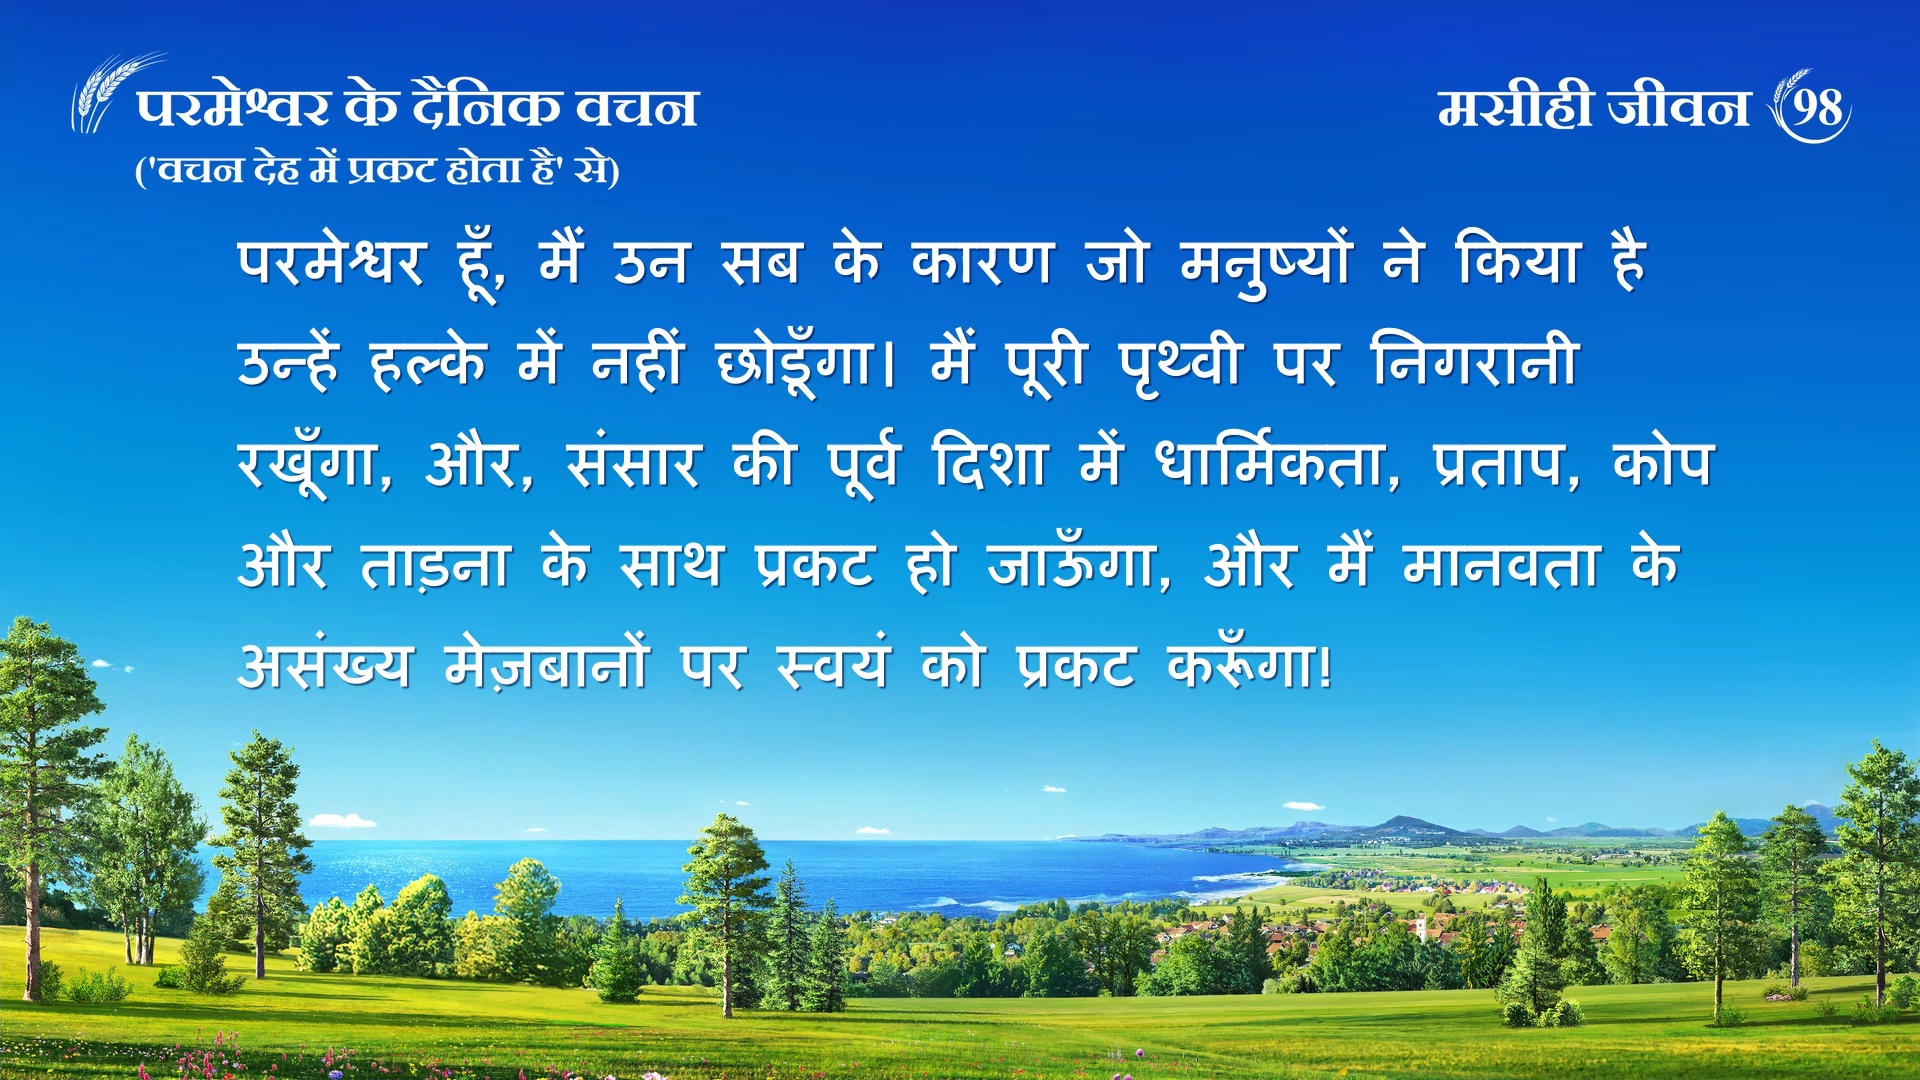 परमेश्वर के दैनिक वचन
('वचन देह में प्रकट होता है' से)
मसीही जीवन 98
परमेश्वर हूँ, मैं उन सब के कारण जो मनुष्यों ने किया है
उन्हें हल्के में नहीं छोड़ूँगा। मैं पूरी पृथ्वी पर निगरानी
रखूँगा, और, संसार की पूर्व दिशा में धार्मिकता, प्रताप, कोप
और ताड़ना के साथ प्रकट हो जाऊँगा, और मैं मानवता के
असंख्य मेज़बानों पर स्वयं को प्रकट करूँगा!